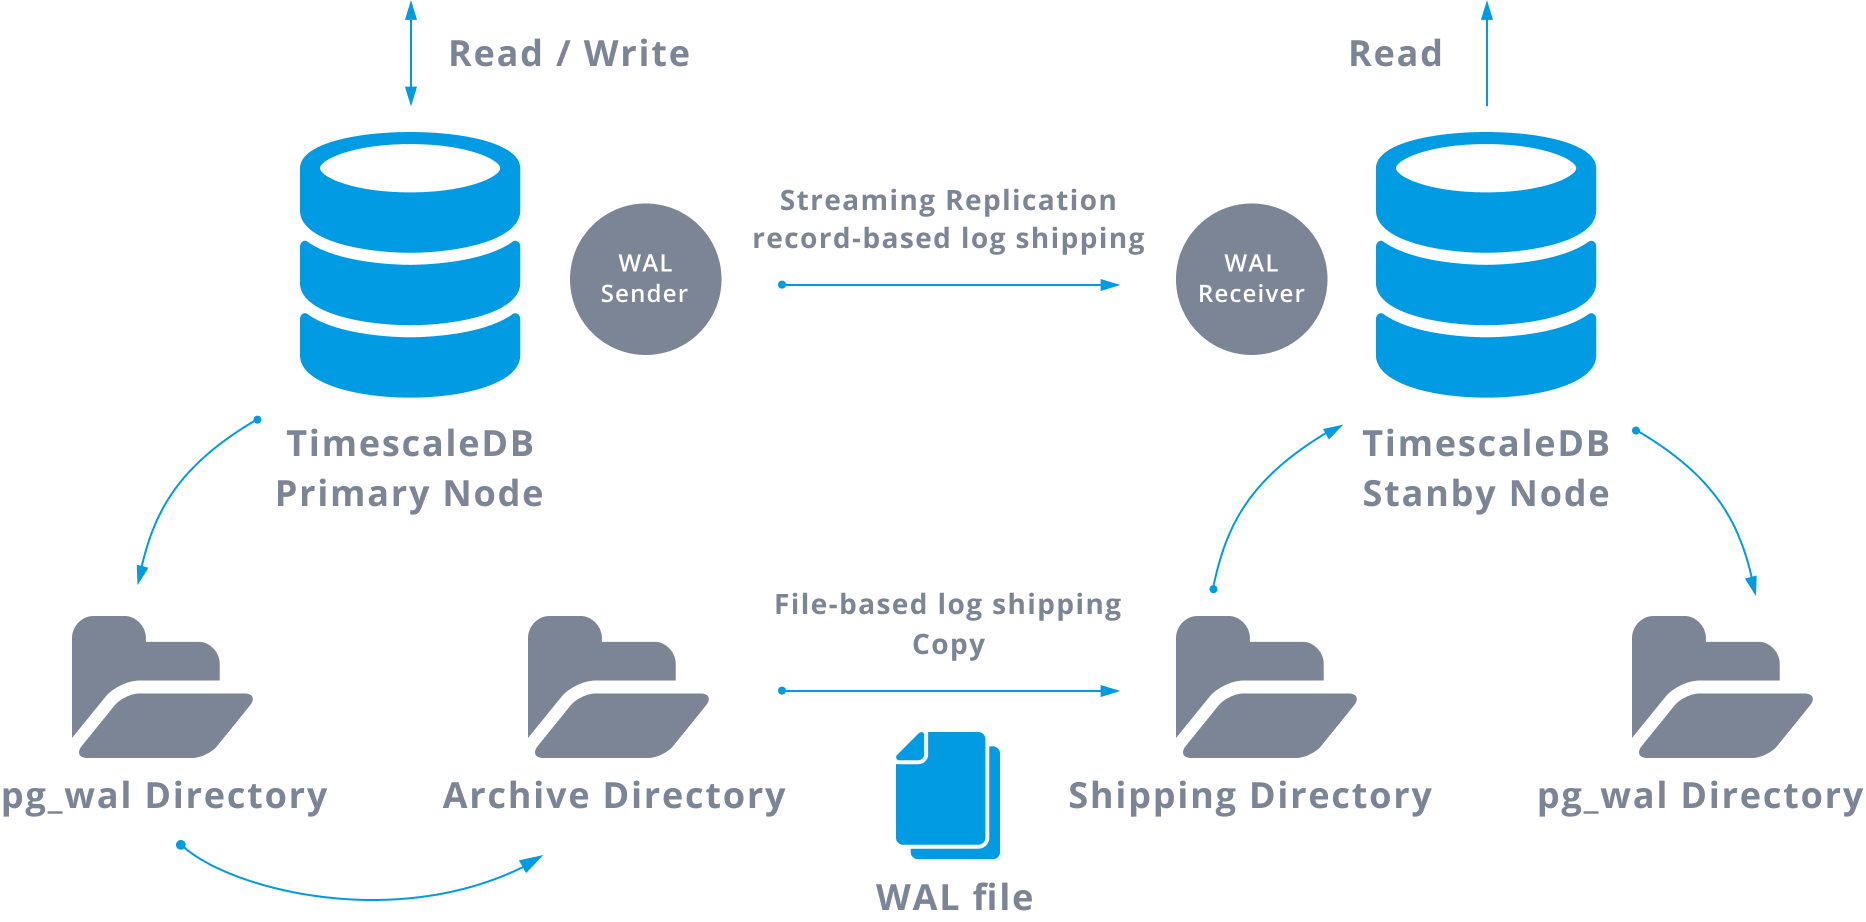 Read / Write
Read
Streaming Replication
record-based log shipping
WAL
Sender
WAL
Receiver
TimescaleDB
Primary Node
TimescaleDB
Stanby Node
File-based log shipping
Copy
pg_wal Directory
Archive Directory
Shipping Directory
pg_wal Directory
WAL file